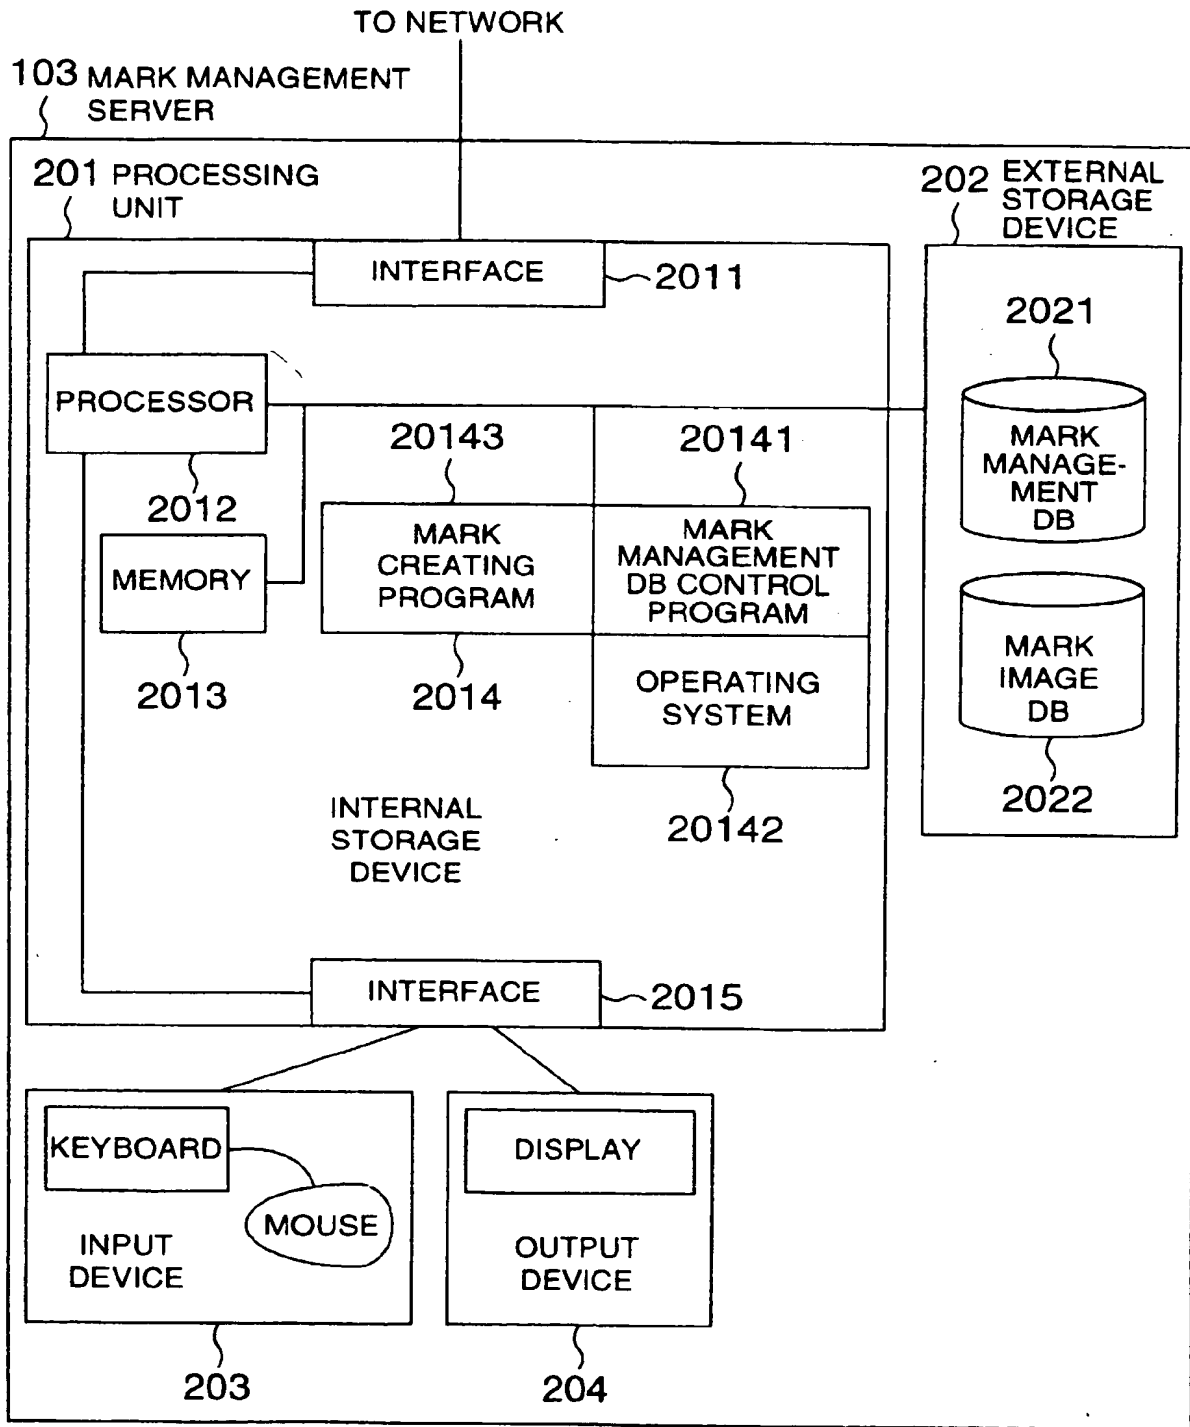 TO NETWORK
103 MARK MANAGEMENT
SERVER
201 PROCESSING
UNIT
202 EXTERNAL
STORAGE
DEVICE
INTERFACE
2011
2021
PROCESSOR
2012
20143
20141
MARK
MANAGE-
MENT
DB
MARK
CREATING
PROGRAM
MARK
MANAGEMENT
DB CONTROL
PROGRAM
MEMORY
2013
2014
OPERATING
SYSTEM
MARK
IMAGE
DB
2022
20142
INTERNAL
STORAGE
DEVICE
INTERFACE
2015
KEYBOARD
MOUSE
INPUT
DEVICE
DISPLAY
OUTPUT
DEVICE
203
204